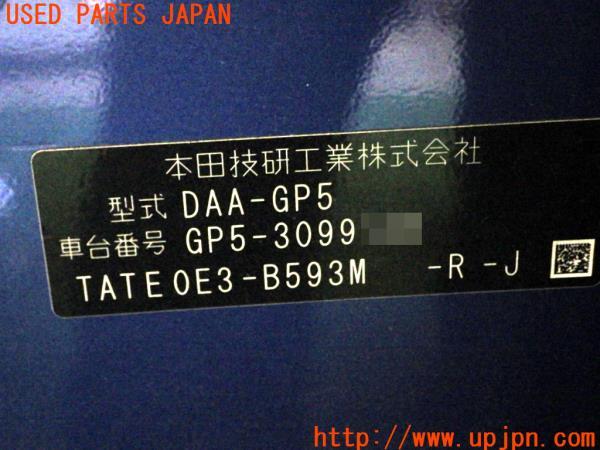 USED PARTS JAPAN
本田技研工業株式会社
型式 DAA-GP5
車台番号 GP5-3099
TATE0E3-B593M -R -J
http://www.upjpn.com